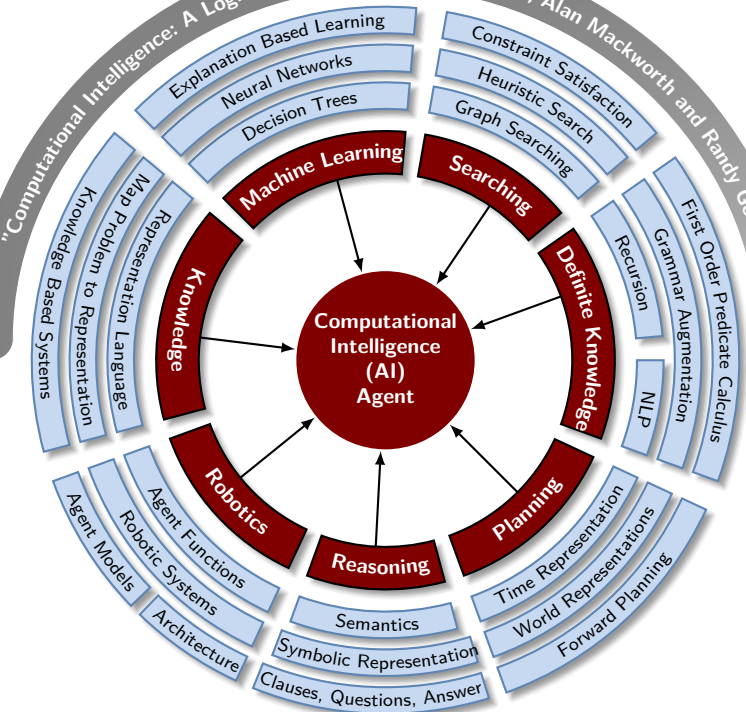 "Computational Intelligence: A
Alan Mackworth and Randy
Explanation Based Learning
Neural Networks
Decision Trees
Machine Learning
Constraint Satisfaction
Heuristic Search
Graph Searching
Searching
First Order Predicate Calculus
Grammar Augmentation
Recursion
NLP
Definite Knowledge
Computational
Intelligence
(AI)
Agent
Knowledge Based Systems
Map Problem to Representation
Representation Language
Knowledge
Agent Models
Architecture
Robotic Systems
Agent Functions
Robotics
Reasoning
Semantics
Symbolic Representation
Clauses, Questions, Answer
Planning
Time Representation
World Representations
Forward Planning